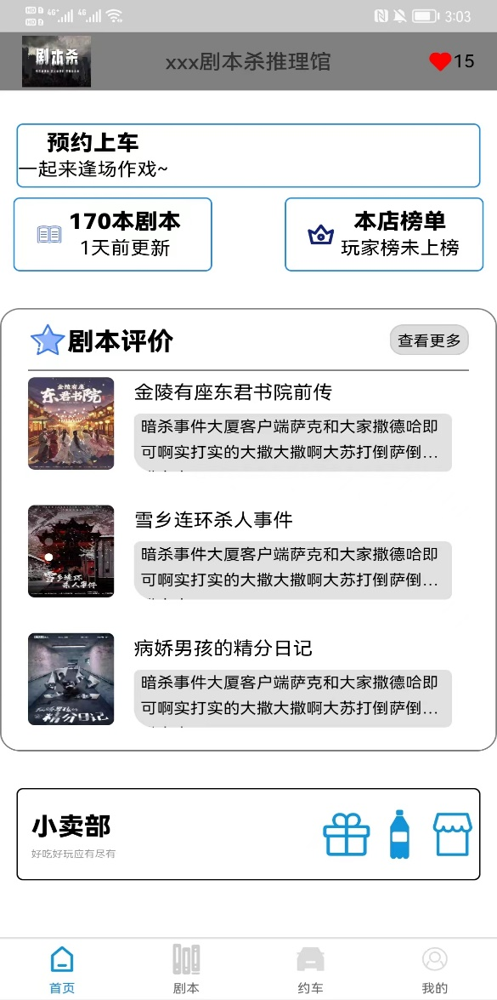 HD 1 4G+ 4G 3:03
HD 2
剧本杀
xxx剧本杀推理馆
15
预约上车
一起来逢场作戏~
170本剧本
1天前更新
本店榜单
玩家榜未上榜
剧本评价
查看更多
金陵有座
东君书院
金陵有座东君书院前传
暗杀事件大厦客户端萨克和大家撒德哈即
可啊实打实的大撒大撒啊大苏打倒萨倒...
雪乡连环
杀人事件
雪乡连环杀人事件
暗杀事件大厦客户端萨克和大家撒德哈即
可啊实打实的大撒大撒啊大苏打倒萨倒...
精分日记
病娇男孩的精分日记
暗杀事件大厦客户端萨克和大家撒德哈即
可啊实打实的大撒大撒啊大苏打倒萨倒...
小卖部
好吃好玩应有尽有
首页
剧本
约车
我的